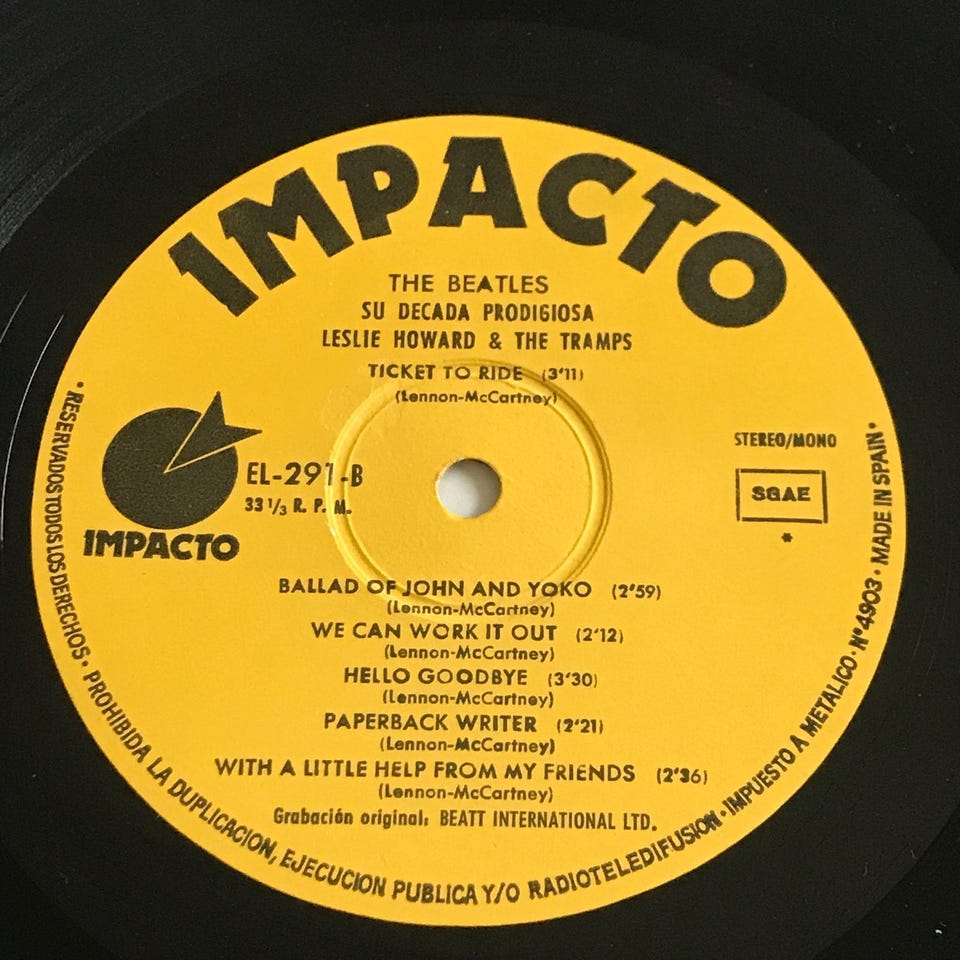 IMPACTO
THE BEATLES
SU DECADA PRODIGIOSA
LESLIE HOWARD & THE TRAMPS
TICKET TO RIDE (3'11)
(Lennon-McCartney)
IMPACTO
EL-291-B
33 1/3 R. P. M.
STEREO/MONO
SGAE
*
BALLAD OF JOHN AND YOKO (2'59)
(Lennon-McCartney)
WE CAN WORK IT OUT (2'12)
(Lennon-McCartney)
HELLO GOODBYE (3'30)
(Lennon-McCartney)
PAPERBACK WRITER (2'21)
(Lennon-McCartney)
WITH A LITTLE HELP FROM MY FRIENDS (2'36)
(Lennon-McCartney)
Grabación original: BEATT INTERNATIONAL LTD.
• RESERVADOS TODOS LOS DERECHOS • PROHIBIDA LA DUPLICACION, EJECUCION PUBLICA Y/O RADIOTELEDIFUSION • IMPUESTO A METALICO • Nº 4903 • MADE IN SPAIN •